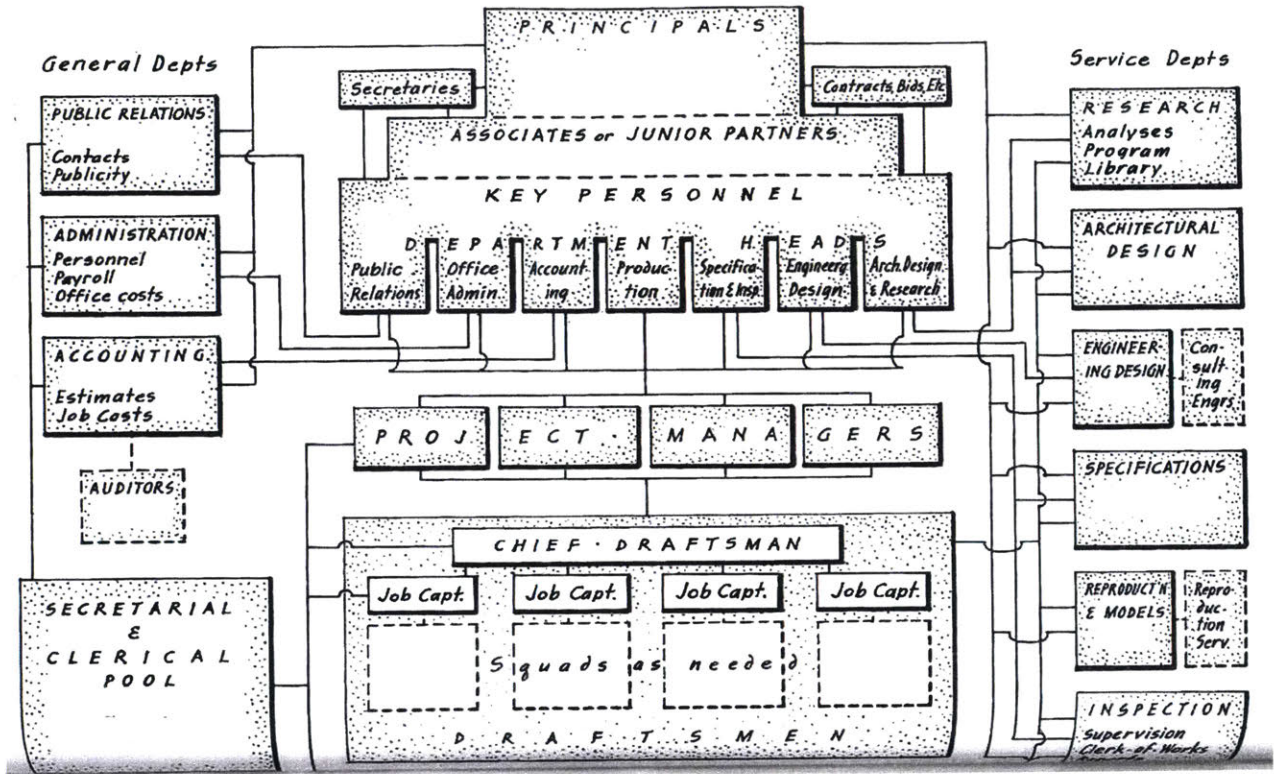 PRINCIPALS
General Depts
Service Depts
Secretaries
Contracts, Bids, Etc
PUBLIC RELATIONS
Contacts
Publicity
RESEARCH
Analyses
Program
Library
ASSOCIATES or JUNIOR PARTNERS
KEY PERSONNEL
DEPARTMENT HEADS
Public
Relations
Office
Admin.
Account
ing
Produc-
tion
Specifica-
tion & Insp.
Engineerg
Design
Arch. Design
& Research
ADMINISTRATION
Personnel
Payroll
Office costs
ARCHITECTURAL
DESIGN
ACCOUNTING
Estimates
Job Costs
ENGINEER
ING DESIGN
Con-
sult
ing
Engrs
AUDITORS
PROJ ECT MANA GERS
SPECIFICATIONS
CHIEF · DRAFTSMAN
Job Capt.
Job Capt.
Job Capt.
Job Capt.
Squads as needed
DRAFTSMEN
SECRETARIAL
&
CLERICAL
POOL
REPRODUCT'N
& MODELS
Repro-
duc-
tion
Serv.
INSPECTION
Supervision
Clerk-of-Works